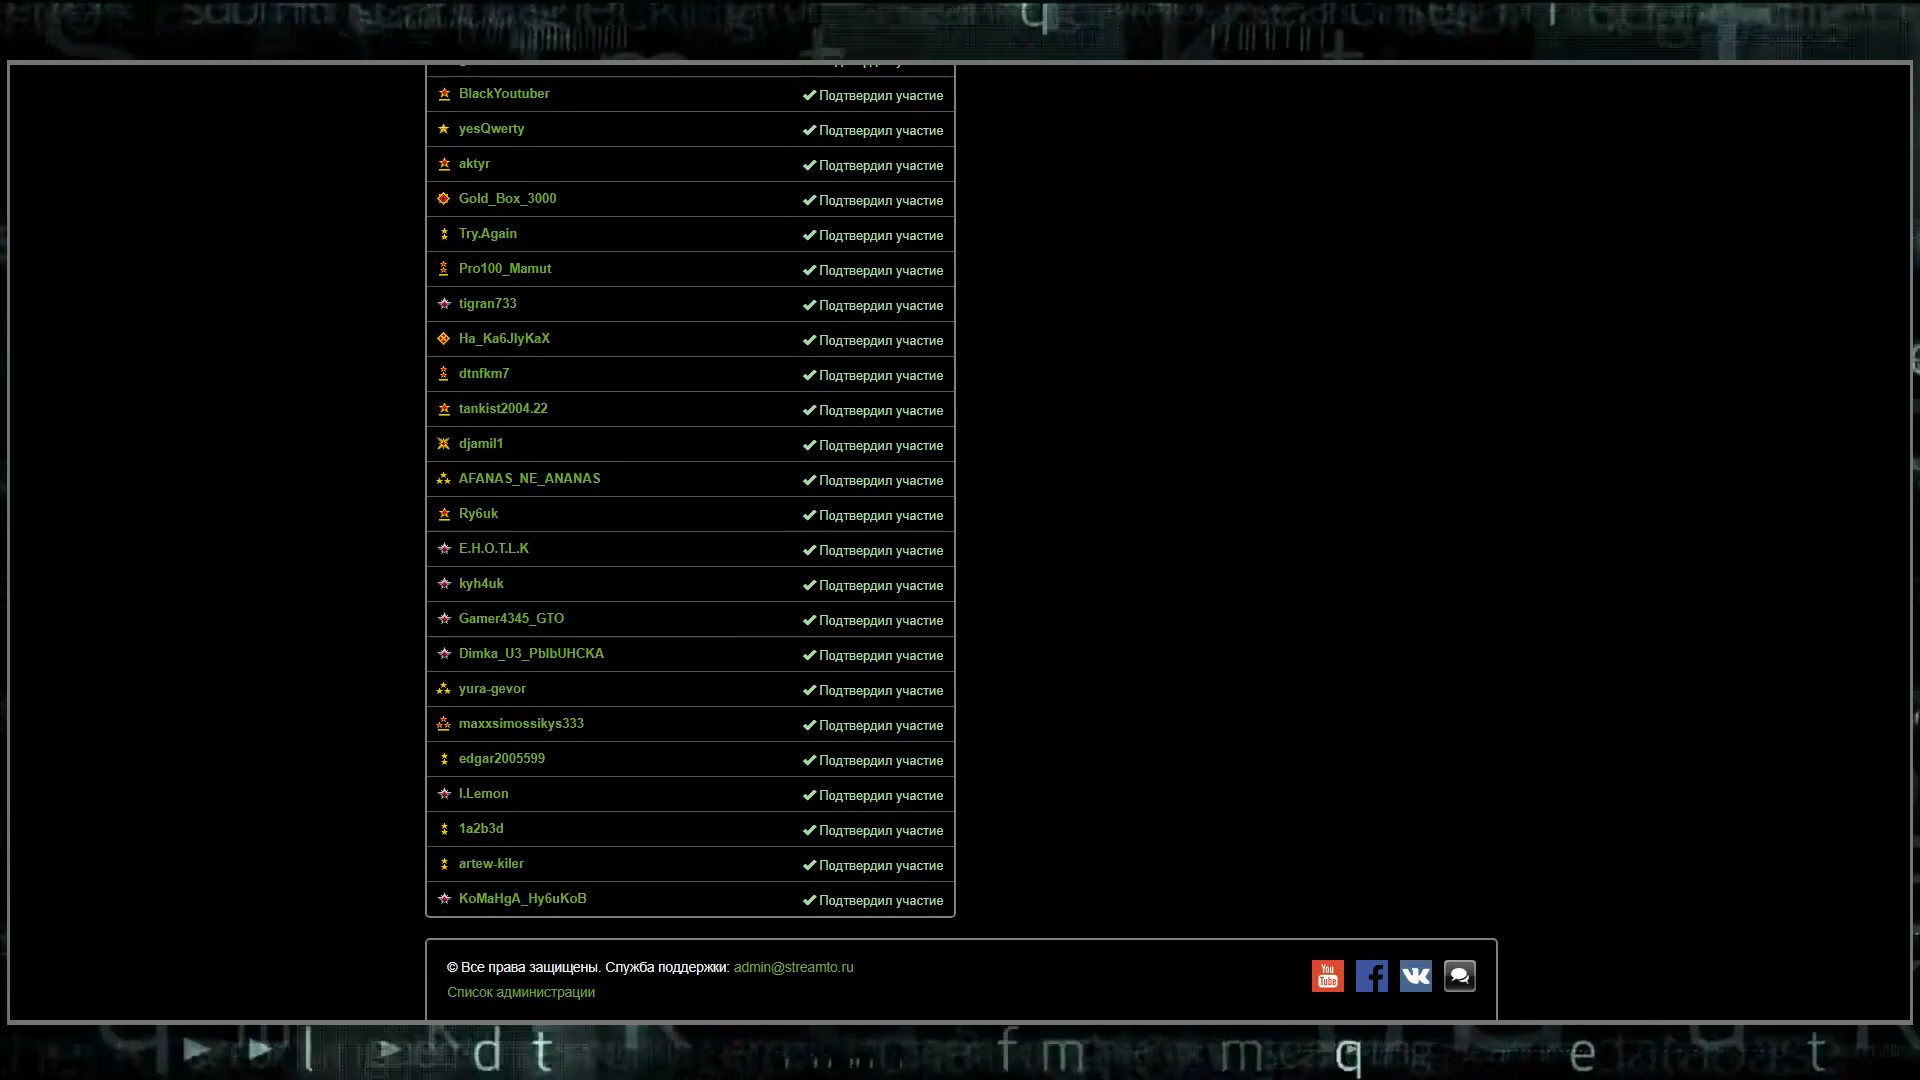 BlackYoutuber Подтвердил участие
yesQwerty Подтвердил участие
aktyr Подтвердил участие
Gold_Box_3000 Подтвердил участие
Try.Again Подтвердил участие
Pro100_Mamut Подтвердил участие
tigran733 Подтвердил участие
Ha_Ka6JIyKaX Подтвердил участие
dtnfkm7 Подтвердил участие
tankist2004.22 Подтвердил участие
djamil1 Подтвердил участие
AFANAS_NE_ANANAS Подтвердил участие
Ry6uk Подтвердил участие
E.H.O.T.L.K Подтвердил участие
kyh4uk Подтвердил участие
Gamer4345_GTO Подтвердил участие
Dimka_U3_PbIbUHCKA Подтвердил участие
yura-gevor Подтвердил участие
maxxsimossikys333 Подтвердил участие
edgar2005599 Подтвердил участие
I.Lemon Подтвердил участие
1a2b3d Подтвердил участие
artew-kiler Подтвердил участие
KoMaHgA_Hy6uKoB Подтвердил участие
© Все права защищены. Служба поддержки: admin@streamto.ru
Список администрации
You
Tube